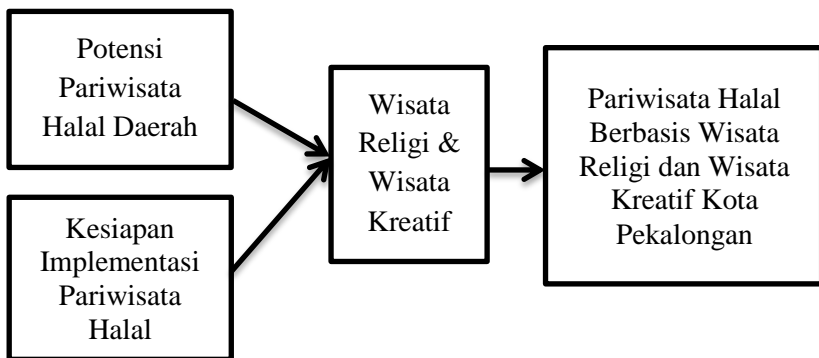 Potensi
Pariwisata
Halal Daerah
Kesiapan
Implementasi
Pariwisata
Halal
Wisata
Religi &
Wisata
Kreatif
Pariwisata Halal
Berbasis Wisata
Religi dan Wisata
Kreatif Kota
Pekalongan